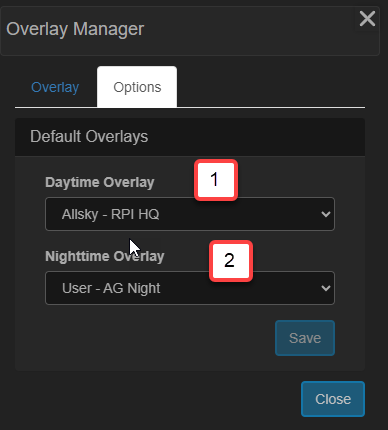 Overlay Manager
Overlay
Options
Default Overlays
Daytime Overlay
1
Allsky - RPI HQ
Nighttime Overlay
2
User - AG Night
Save
Close